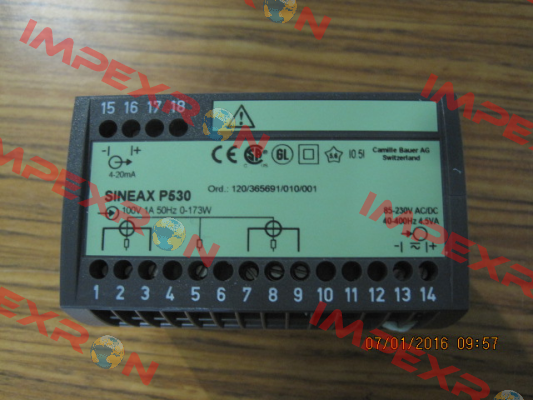 IMPEXRON
IMPEXRON
15 16 17 18
-| |+
4-20mA
CE
GL
10.51
Camille Bauer AG
Switzerland
SINEAX P530
Ord.: 120/365691/010/001
100V 1A 50Hz 0-173W
85-230V AC/DC
40-400Hz 4.5VA
-| ≂ |+
1 2 3 4 5 6 7 8 9 10 11 12 13 14
IMPEXRON
IMPEXRON
07/01/2016 09:57